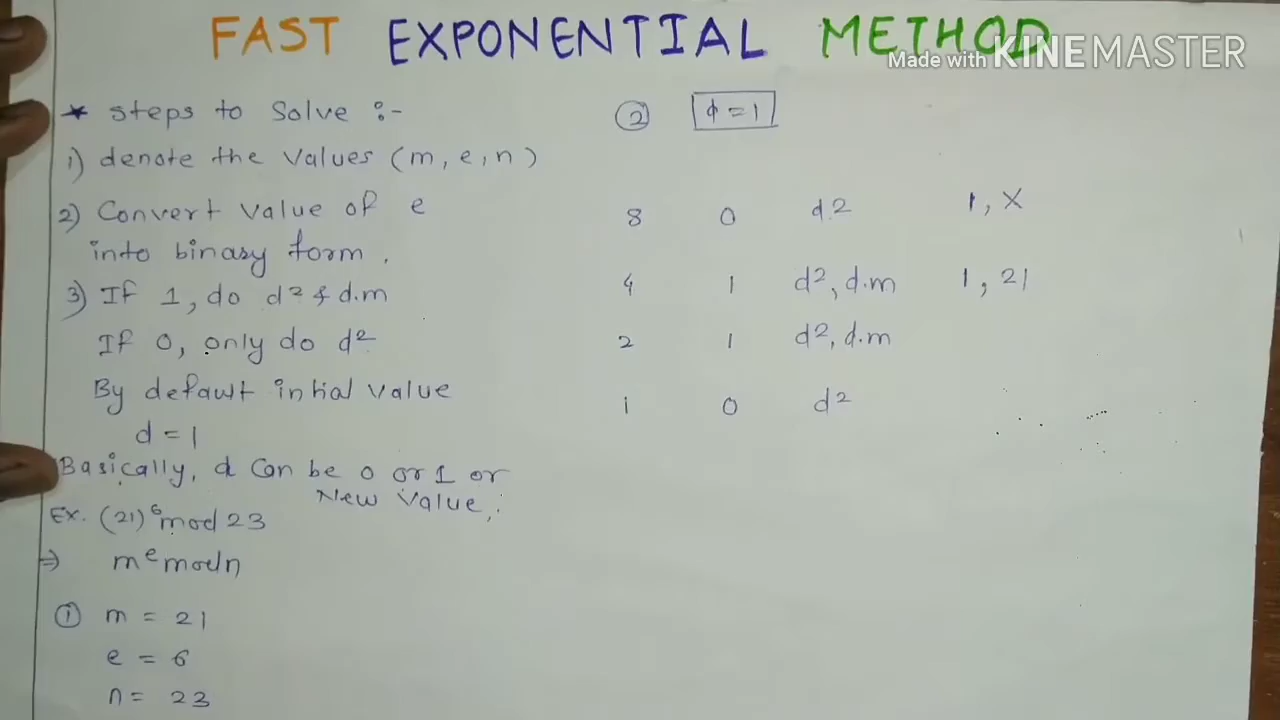 FAST EXPONENTIAL METHOD
Made with KINEMASTER
* steps to solve :-
1) denote the values (m, e, n)
2) Convert value of e
into binary form.
3) If 1, do d² & d.m
If 0, only do d²
By default intial value
d = 1
Basically, d can be 0 or 1 or
New value,.
Ex. (21)⁶ mod 23
⇒ mᵉ mod n
① m = 21
e = 6
n = 23
② d = 1
8 0 d2 1, X
4 1 d², d.m 1, 21
2 1 d², d.m
1 0 d²